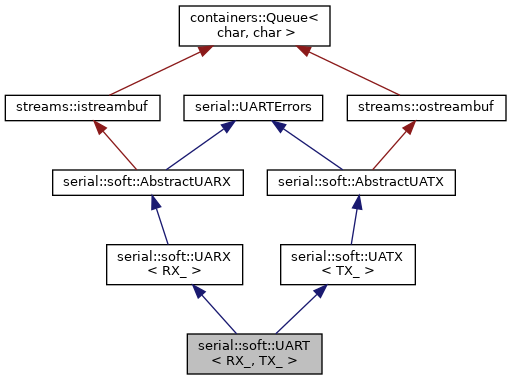 containers::Queue<
char, char >
streams::istreambuf
serial::UARTErrors
streams::ostreambuf
serial::soft::AbstractUARX
serial::soft::AbstractUATX
serial::soft::UARX
< RX_ >
serial::soft::UATX
< TX_ >
serial::soft::UART
< RX_, TX_ >